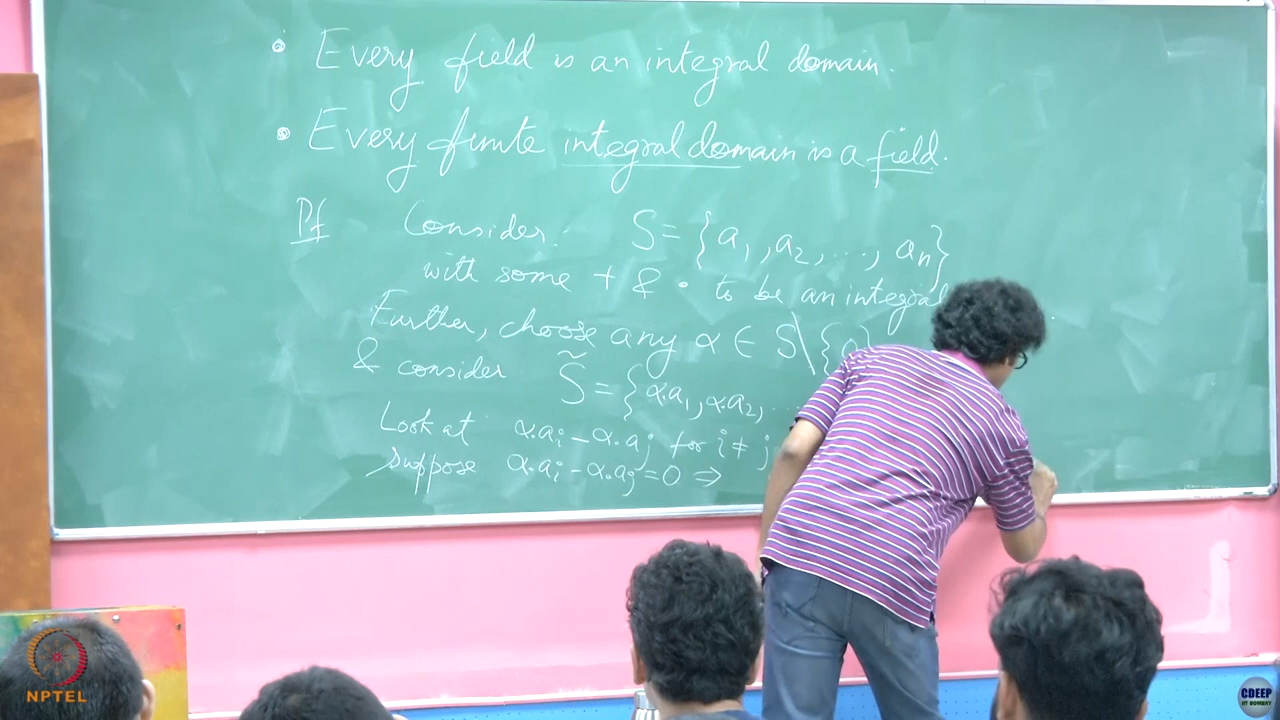 • Every field is an integral domain.
• Every finite integral domain is a field.
Pf Consider S = {a₁, a₂, ..., aₙ}
with some + & · to be an integral
Further, choose any α ∈ S\{0}
& consider S̃ = {α.a₁, α.a₂, ...
Look at α.aᵢ - α.aⱼ for i ≠ j
suppose α.aᵢ - α.aⱼ = 0 ⇒
NPTEL
CDEEP
IIT BOMBAY